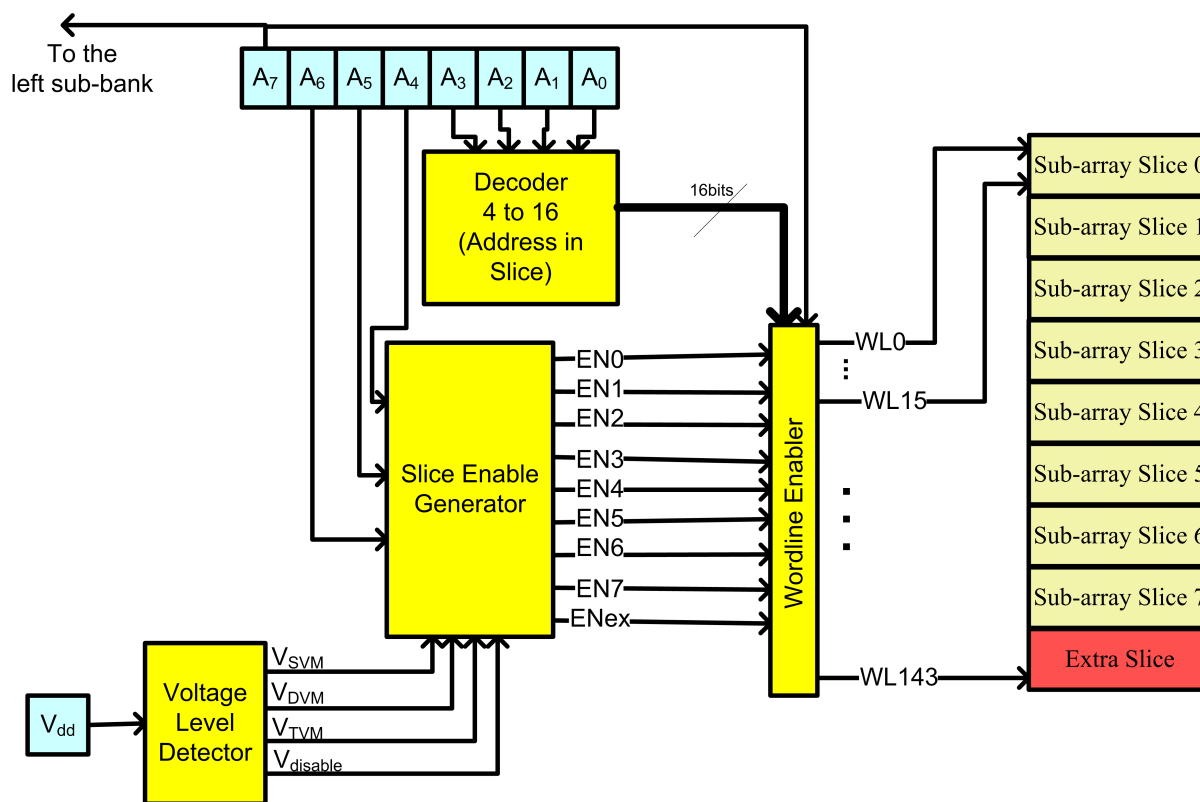 To the
left sub-bank
A7 A6 A5 A4 A3 A2 A1 A0
Decoder
4 to 16
(Address in
Slice)
16bits
Slice Enable
Generator
EN0
EN1
EN2
EN3
EN4
EN5
EN6
EN7
ENex
Wordline Enabler
WL0
WL15
WL143
Sub-array Slice 0
Sub-array Slice 1
Sub-array Slice 2
Sub-array Slice 3
Sub-array Slice 4
Sub-array Slice 5
Sub-array Slice 6
Sub-array Slice 7
Extra Slice
Vdd
Voltage
Level
Detector
VSVM
VDVM
VTVM
Vdisable